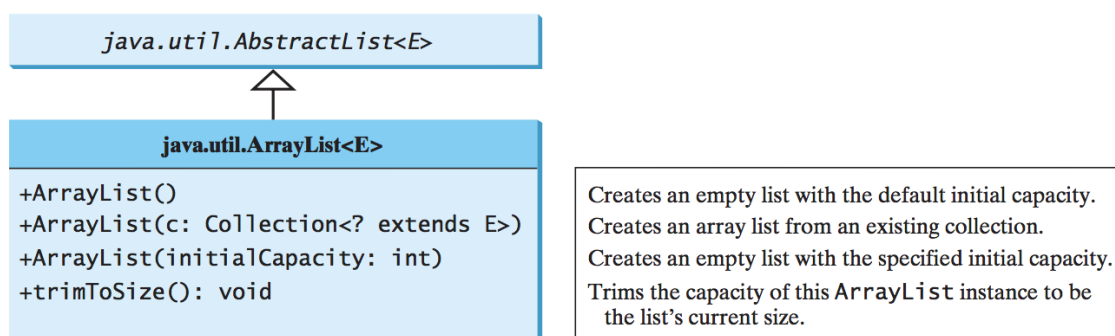 java.util.AbstractList<E>
java.util.ArrayList<E>
+ArrayList()
+ArrayList(c: Collection<? extends E>)
+ArrayList(initialCapacity: int)
+trimToSize(): void
Creates an empty list with the default initial capacity.
Creates an array list from an existing collection.
Creates an empty list with the specified initial capacity.
Trims the capacity of this ArrayList instance to be
the list’s current size.